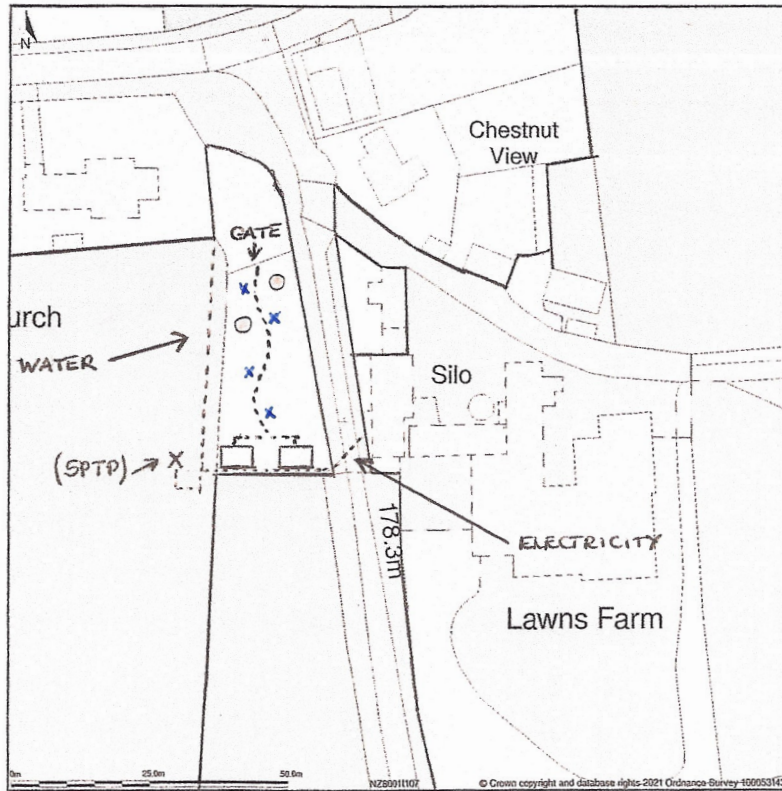 N
Chestnut
View
GATE
urch
WATER
Silo
(SPTP)
X
178.3m
ELECTRICITY
Lawns Farm
0m
25.0m
50.0m
© Crown copyright and database rights 2021 Ordnance Survey